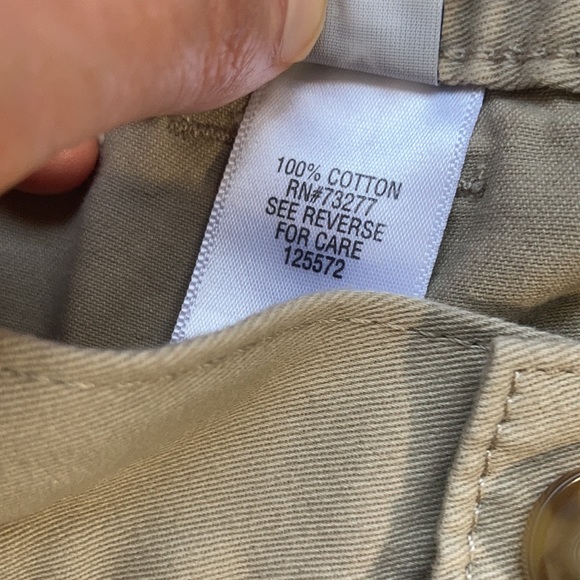 100% COTTON
RN#73277
SEE REVERSE
FOR CARE
125572